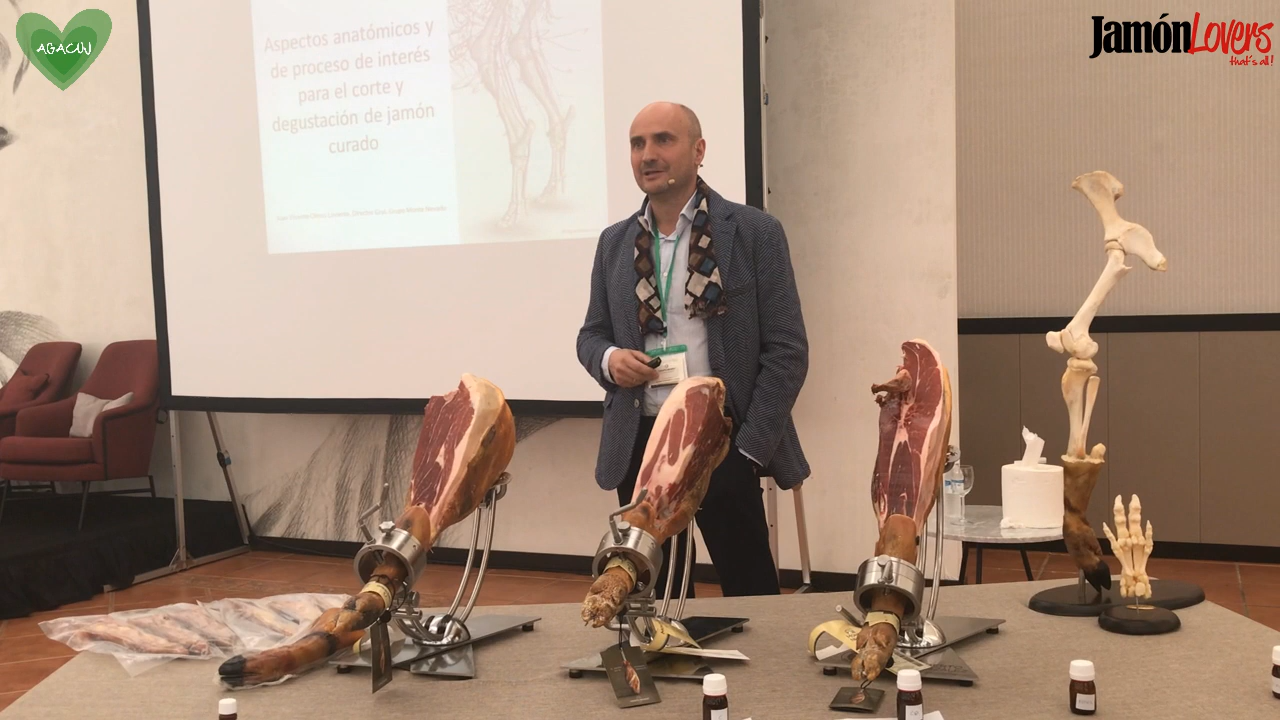 AGACUJ
JamónLovers
that's all!
Aspectos anatómicos y
de proceso de interés
para el corte y
degustación de jamón
curado